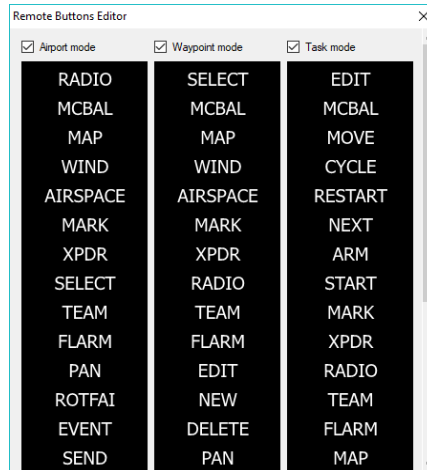 Remote Buttons Editor
Airport mode Waypoint mode Task mode
RADIO SELECT EDIT
MCBAL MCBAL MCBAL
MAP MAP MOVE
WIND WIND CYCLE
AIRSPACE AIRSPACE RESTART
MARK MARK NEXT
XPDR XPDR ARM
SELECT RADIO START
TEAM TEAM MARK
FLARM FLARM XPDR
PAN EDIT RADIO
ROTFAI NEW TEAM
EVENT DELETE FLARM
SEND PAN MAP